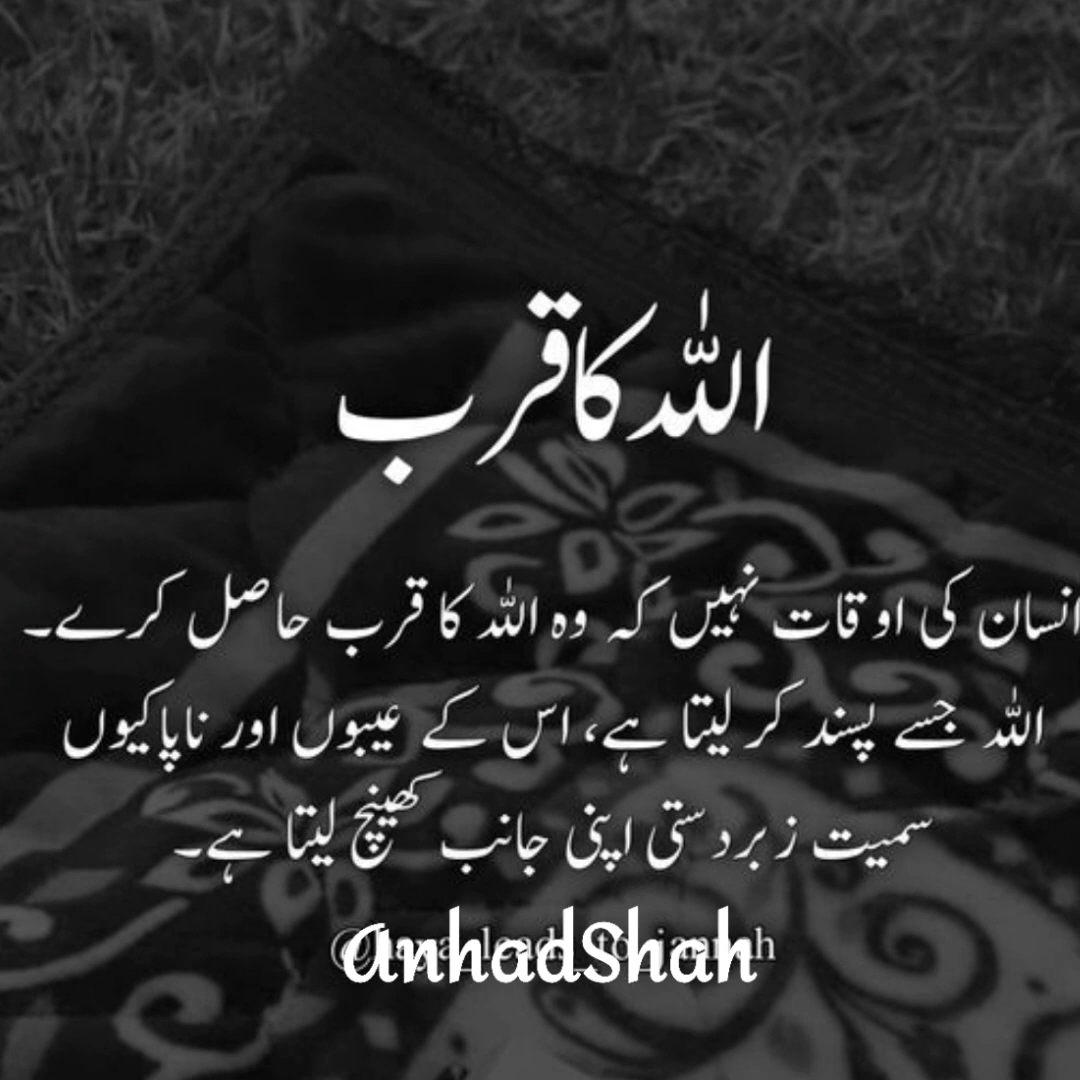 اللہ کا قرب
انسان کی اوقات نہیں کہ وہ اللہ کا قرب حاصل کرے۔
اللہ جسے پسند کر لیتا ہے، اس کے عیبوں اور ناپاکیوں
سمیت زبردستی اپنی جانب کھینچ لیتا ہے۔
@haya_leads_to_jannah
anhadShah